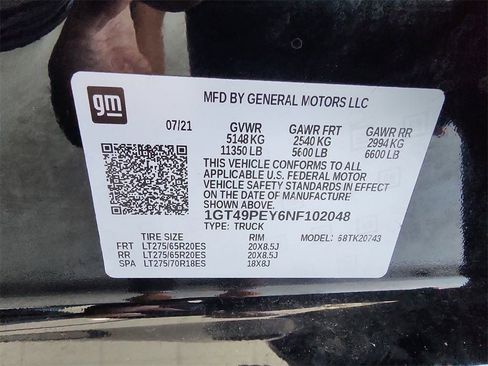 gm
MFD BY GENERAL MOTORS LLC
07/21 GVWR GAWR FRT GAWR RR
5148 KG 2540 KG 2994 KG
11350 LB 5600 LB 6600 LB
THIS VEHICLE CONFORMS TO ALL
APPLICABLE U.S. FEDERAL MOTOR
VEHICLE SAFETY STANDARDS IN EFFECT
ON THE DATE OF MANUFACTURE
SHOWN ABOVE.
1GT49PEY6NF102048
TYPE: TRUCK
TIRE SIZE RIM MODEL: 68TK20743
FRT LT275/65R20ES 20X8.5J
RR LT275/65R20ES 20X8.5J
SPA LT275/70R18ES 18X8J